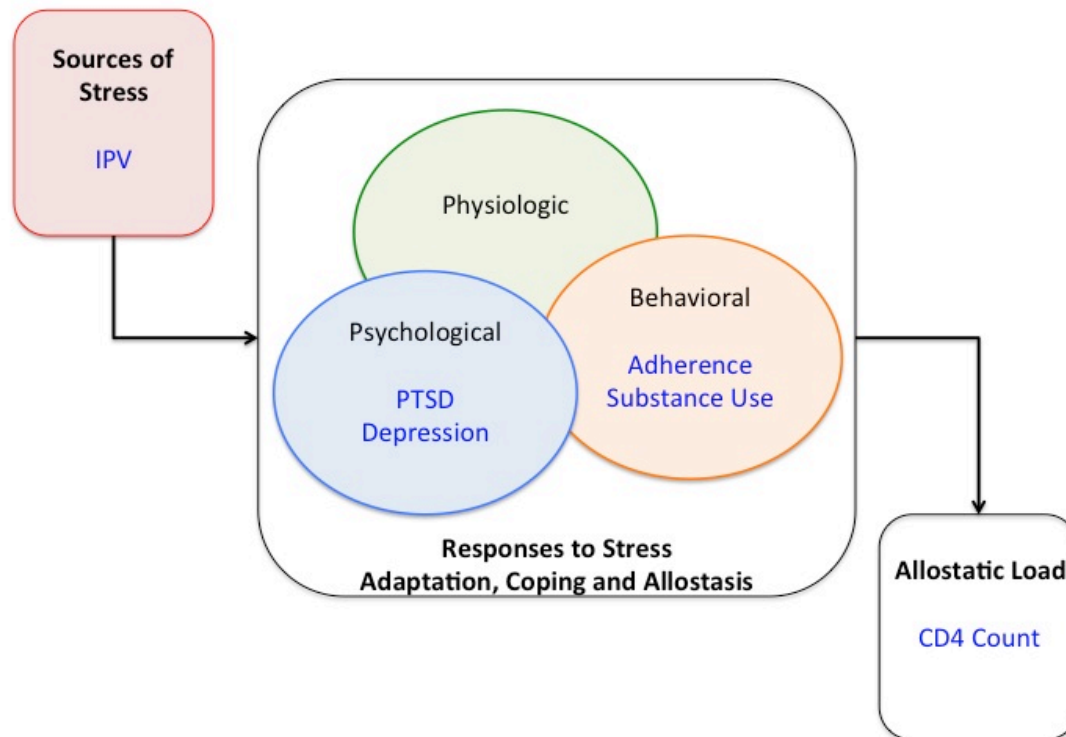 Sources of
Stress
IPV
Physiologic
Behavioral
Adherence
Substance Use
Psychological
PTSD
Depression
Responses to Stress
Adaptation, Coping and Allostasis
Allostatic Load
CD4 Count